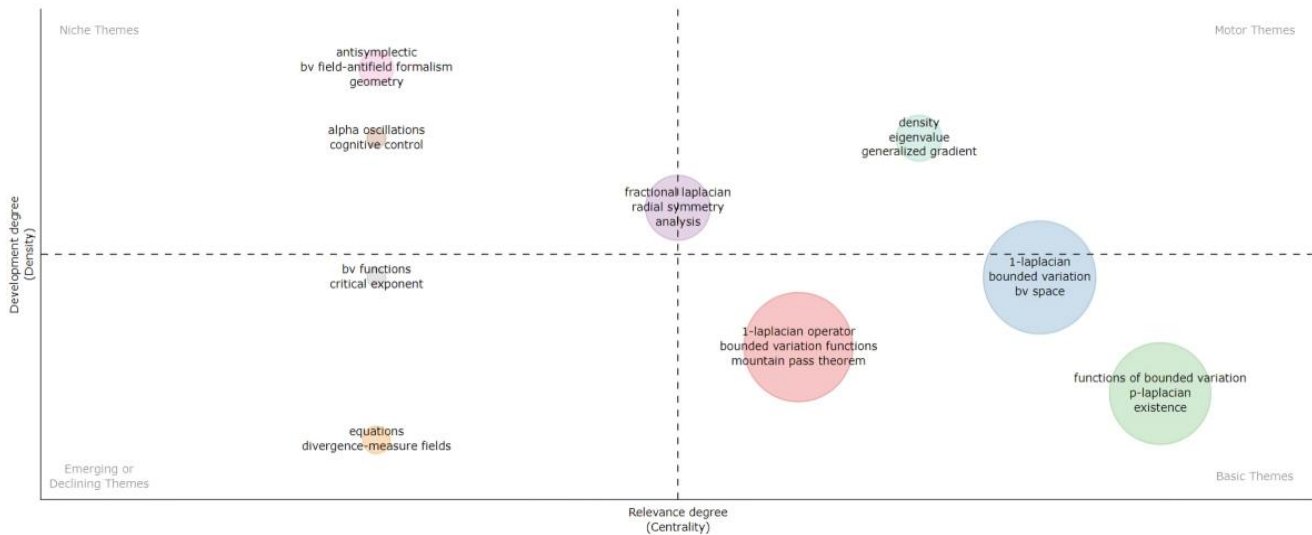 Niche Themes
Motor Themes
antisymplectic
bv field-antifield formalism
geometry
alpha oscillations
cognitive control
density
eigenvalue
generalized gradient
fractional laplacian
radial symmetry
analysis
Development degree
(Density)
bv functions
critical exponent
1-laplacian
bounded variation
bv space
1-laplacian operator
bounded variation functions
mountain pass theorem
functions of bounded variation
p-laplacian
existence
equations
divergence-measure fields
Emerging or
Declining Themes
Basic Themes
Relevance degree
(Centrality)